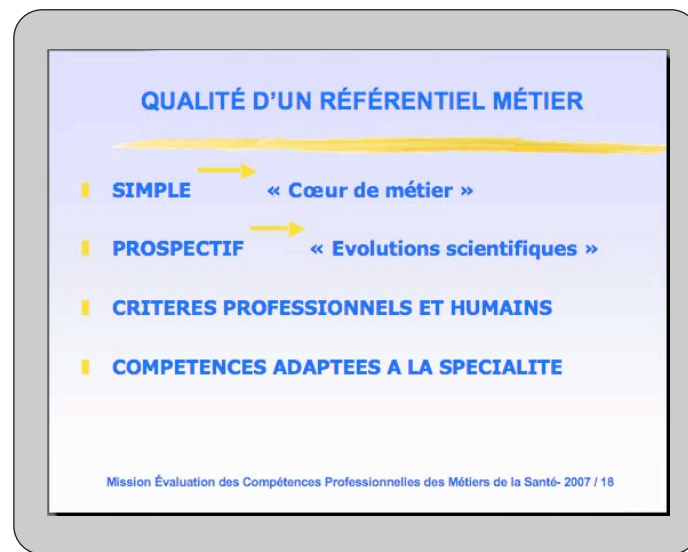 QUALITÉ D'UN RÉFÉRENTIEL MÉTIER
SIMPLE « Cœur de métier »
PROSPECTIF « Evolutions scientifiques »
CRITERES PROFESSIONNELS ET HUMAINS
COMPETENCES ADAPTEES A LA SPECIALITE
Mission Évaluation des Compétences Professionnelles des Métiers de la Santé- 2007 / 18